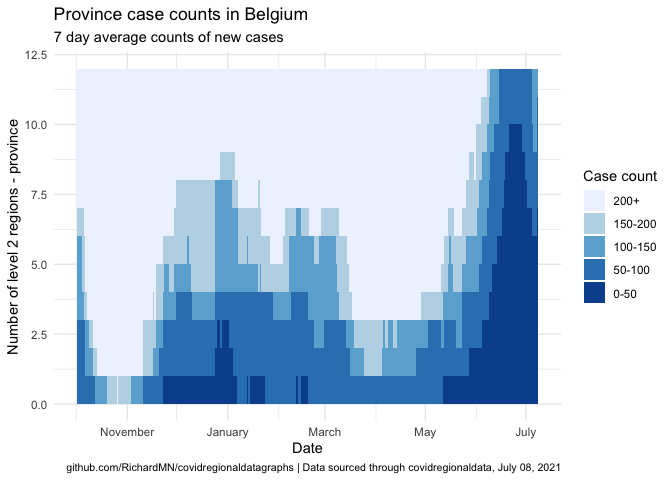 Province case counts in Belgium
7 day average counts of new cases
Number of level 2 regions - province
12.5
10.0
7.5
5.0
2.5
0.0
November
January
March
May
July
Date
Case count
200+
150-200
100-150
50-100
0-50
github.com/RichardMN/covidregionaldatagraphs | Data sourced through covidregionaldata, July 08, 2021